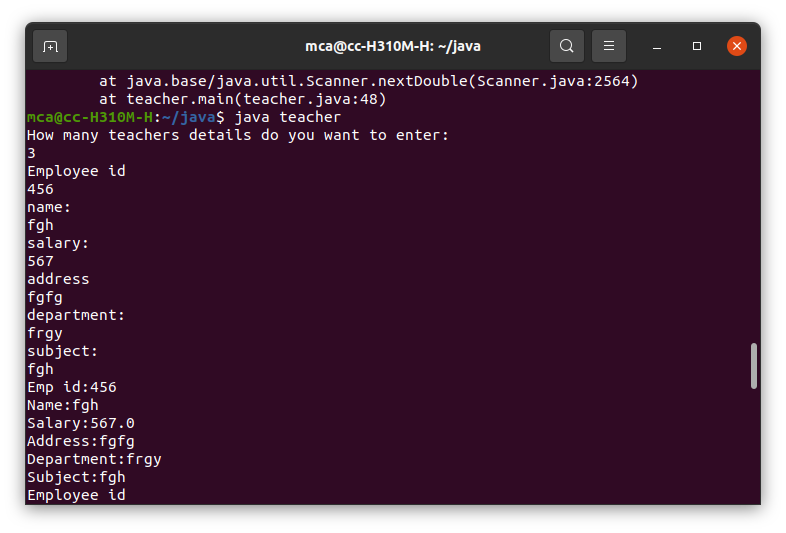 mca@cc-H310M-H: ~/java
        at java.base/java.util.Scanner.nextDouble(Scanner.java:2564)
        at teacher.main(teacher.java:48)
mca@cc-H310M-H:~/java$ java teacher
How many teachers details do you want to enter:
3
Employee id
456
name:
fgh
salary:
567
address
fgfg
department:
frgy
subject:
fgh
Emp id:456
Name:fgh
Salary:567.0
Address:fgfg
Department:frgy
Subject:fgh
Employee id